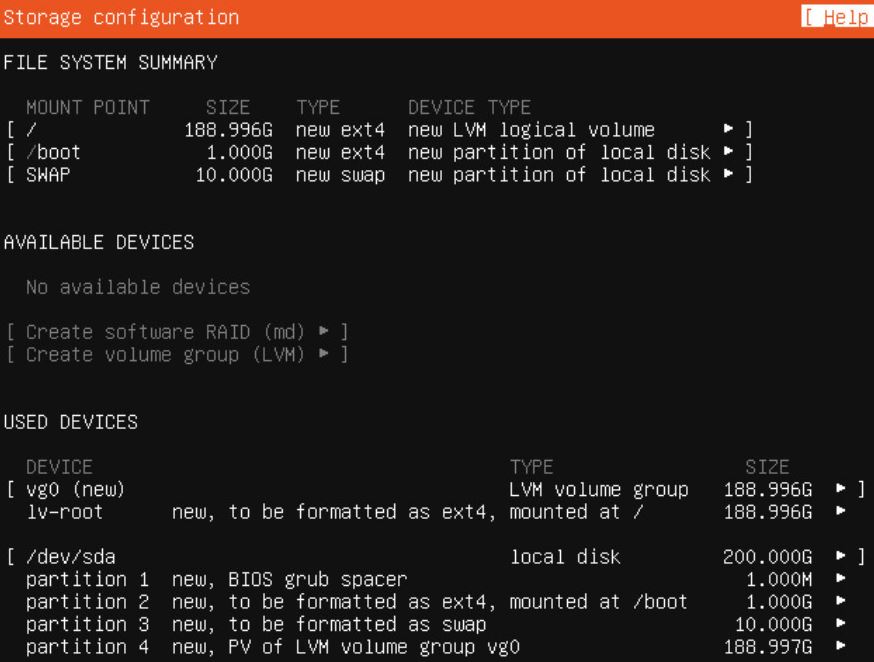 Storage configuration [ Help
FILE SYSTEM SUMMARY
MOUNT POINT SIZE TYPE DEVICE TYPE
[ / 188.996G new ext4 new LVM logical volume ▸ ]
[ /boot 1.000G new ext4 new partition of local disk ▸ ]
[ SWAP 10.000G new swap new partition of local disk ▸ ]
AVAILABLE DEVICES
No available devices
[ Create software RAID (md) ▸ ]
[ Create volume group (LVM) ▸ ]
USED DEVICES
DEVICE TYPE SIZE
[ vg0 (new) LVM volume group 188.996G ▸ ]
lv-root new, to be formatted as ext4, mounted at / 188.996G ▸
[ /dev/sda local disk 200.000G ▸ ]
partition 1 new, BIOS grub spacer 1.000M ▸
partition 2 new, to be formatted as ext4, mounted at /boot 1.000G ▸
partition 3 new, to be formatted as swap 10.000G ▸
partition 4 new, PV of LVM volume group vg0 188.997G ▸